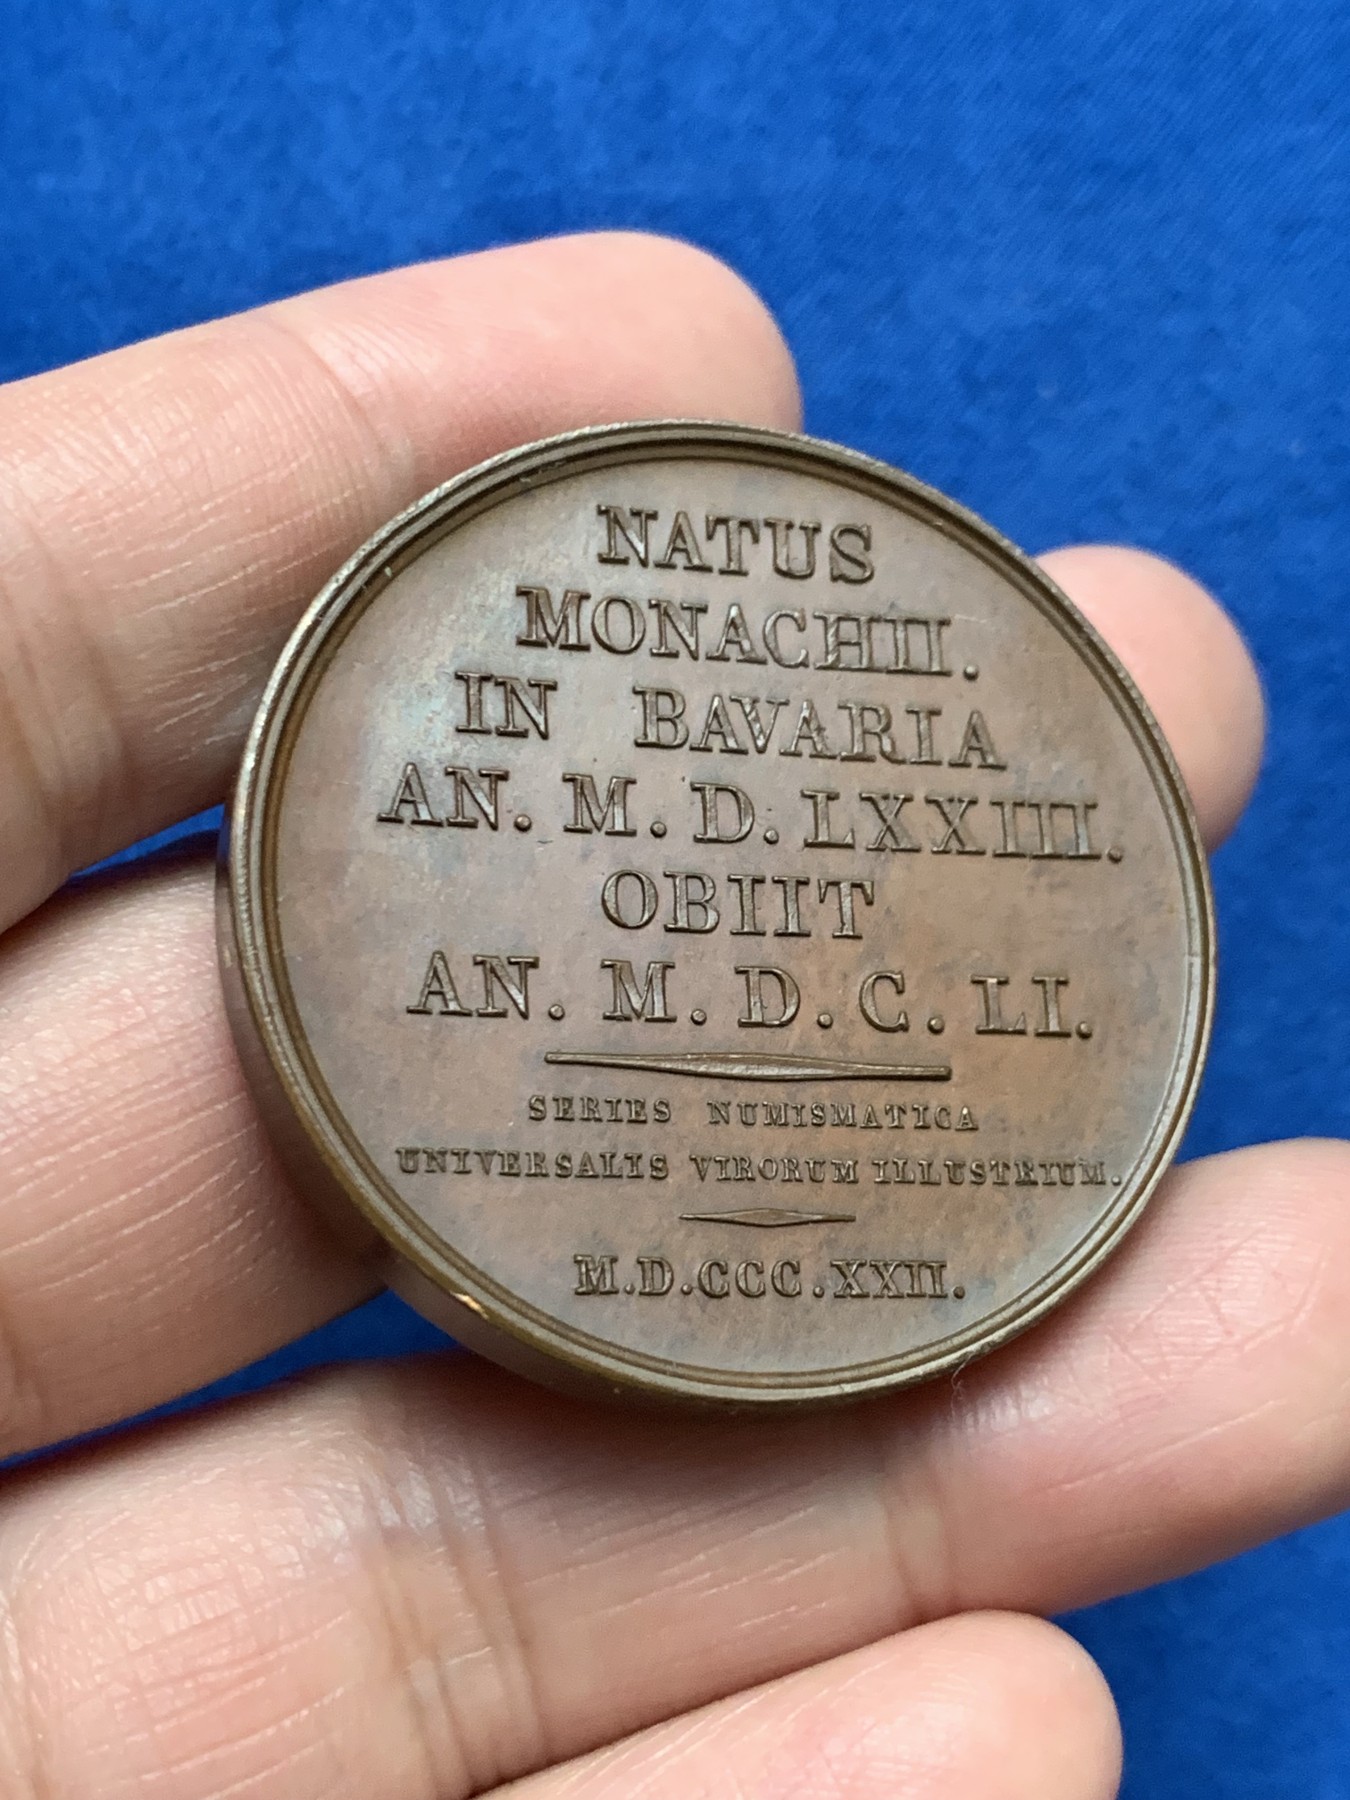 NATUS
MONACHII.
IN BAVARIA
AN. M. D. LXXIII.
OBIIT
AN. M. D. C. LI.
SERIES NUMISMATICA
UNIVERSALIS VIRORUM ILLUSTRIUM.
M.D.CCC.XXII.